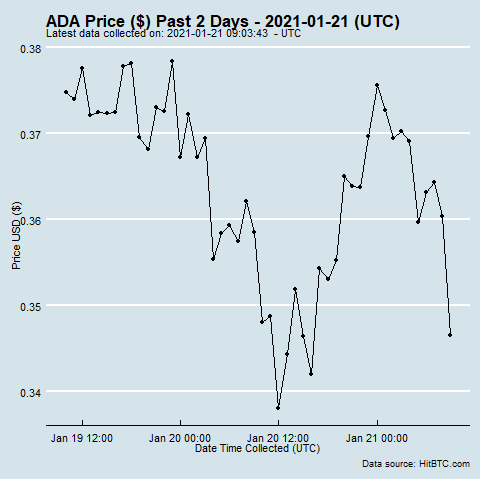 ADA Price ($) Past 2 Days - 2021-01-21 (UTC)
Latest data collected on: 2021-01-21 09:03:43  - UTC
0.38
0.37
0.36
0.35
0.34
Price USD ($)
Jan 19 12:00 Jan 20 00:00 Jan 20 12:00 Jan 21 00:00
Date Time Collected (UTC)
Data source: HitBTC.com